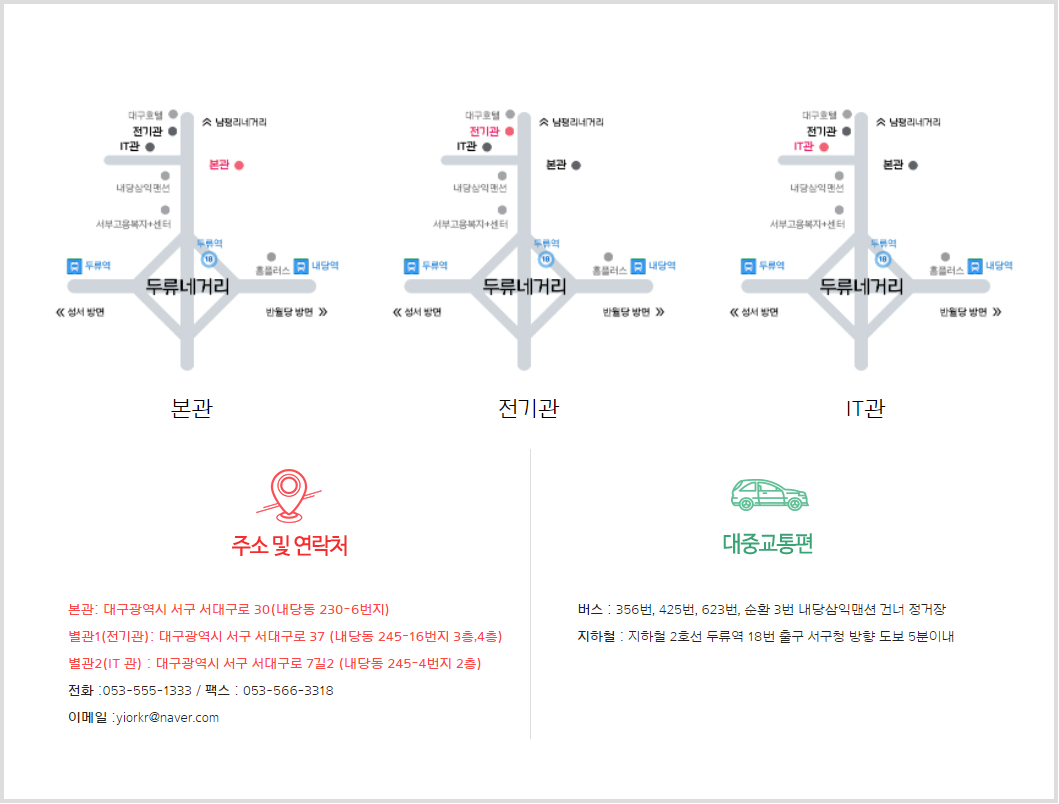 대구호텔
남평리네거리
전기관
IT관
본관
내당삼익맨션
서부고용복지+센터
두류역
18
두류역
홈플러스
내당역
두류네거리
성서 방면
반월당 방면
본관
대구호텔
남평리네거리
전기관
IT관
본관
내당삼익맨션
서부고용복지+센터
두류역
18
두류역
홈플러스
내당역
두류네거리
성서 방면
반월당 방면
전기관
대구호텔
남평리네거리
전기관
IT관
본관
내당삼익맨션
서부고용복지+센터
두류역
18
두류역
홈플러스
내당역
두류네거리
성서 방면
반월당 방면
IT관
주소 및 연락처
본관: 대구광역시 서구 서대구로 30(내당동 230-6번지)
별관1(전기관): 대구광역시 서구 서대구로 37 (내당동 245-16번지 3층,4층)
별관2(IT 관) : 대구광역시 서구 서대구로 7길2 (내당동 245-4번지 2층)
전화 :053-555-1333 / 팩스 : 053-566-3318
이메일 :yiorkr@naver.com
대중교통편
버스 : 356번, 425번, 623번, 순환 3번 내당삼익맨션 건너 정거장
지하철 : 지하철 2호선 두류역 18번 출구 서구청 방향 도보 5분이내